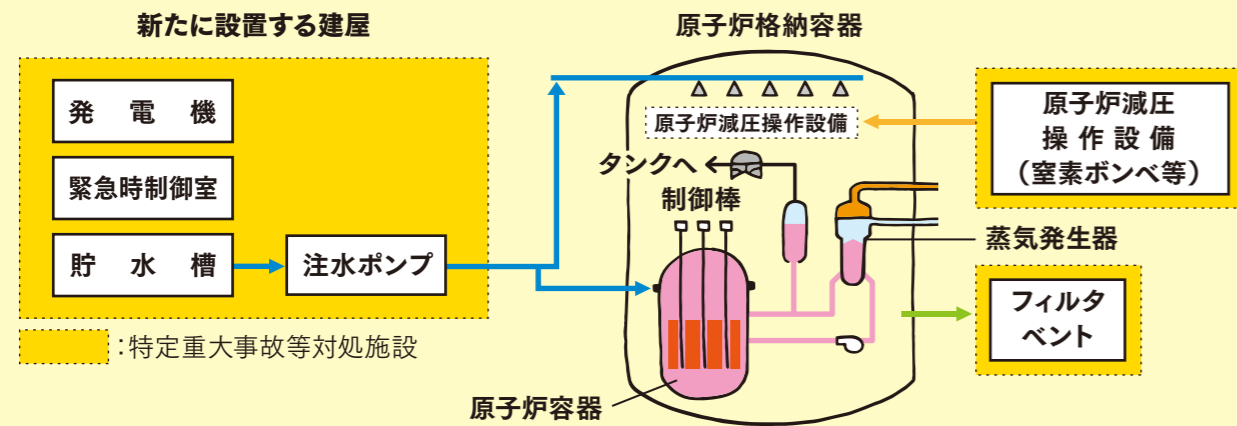 新たに設置する建屋
発電機
緊急時制御室
貯水槽
注水ポンプ
:特定重大事故等対処施設
原子炉格納容器
原子炉減圧操作設備
タンクへ
制御棒
原子炉容器
原子炉減圧
操作設備
（窒素ボンベ等）
蒸気発生器
フィルタ
ベント